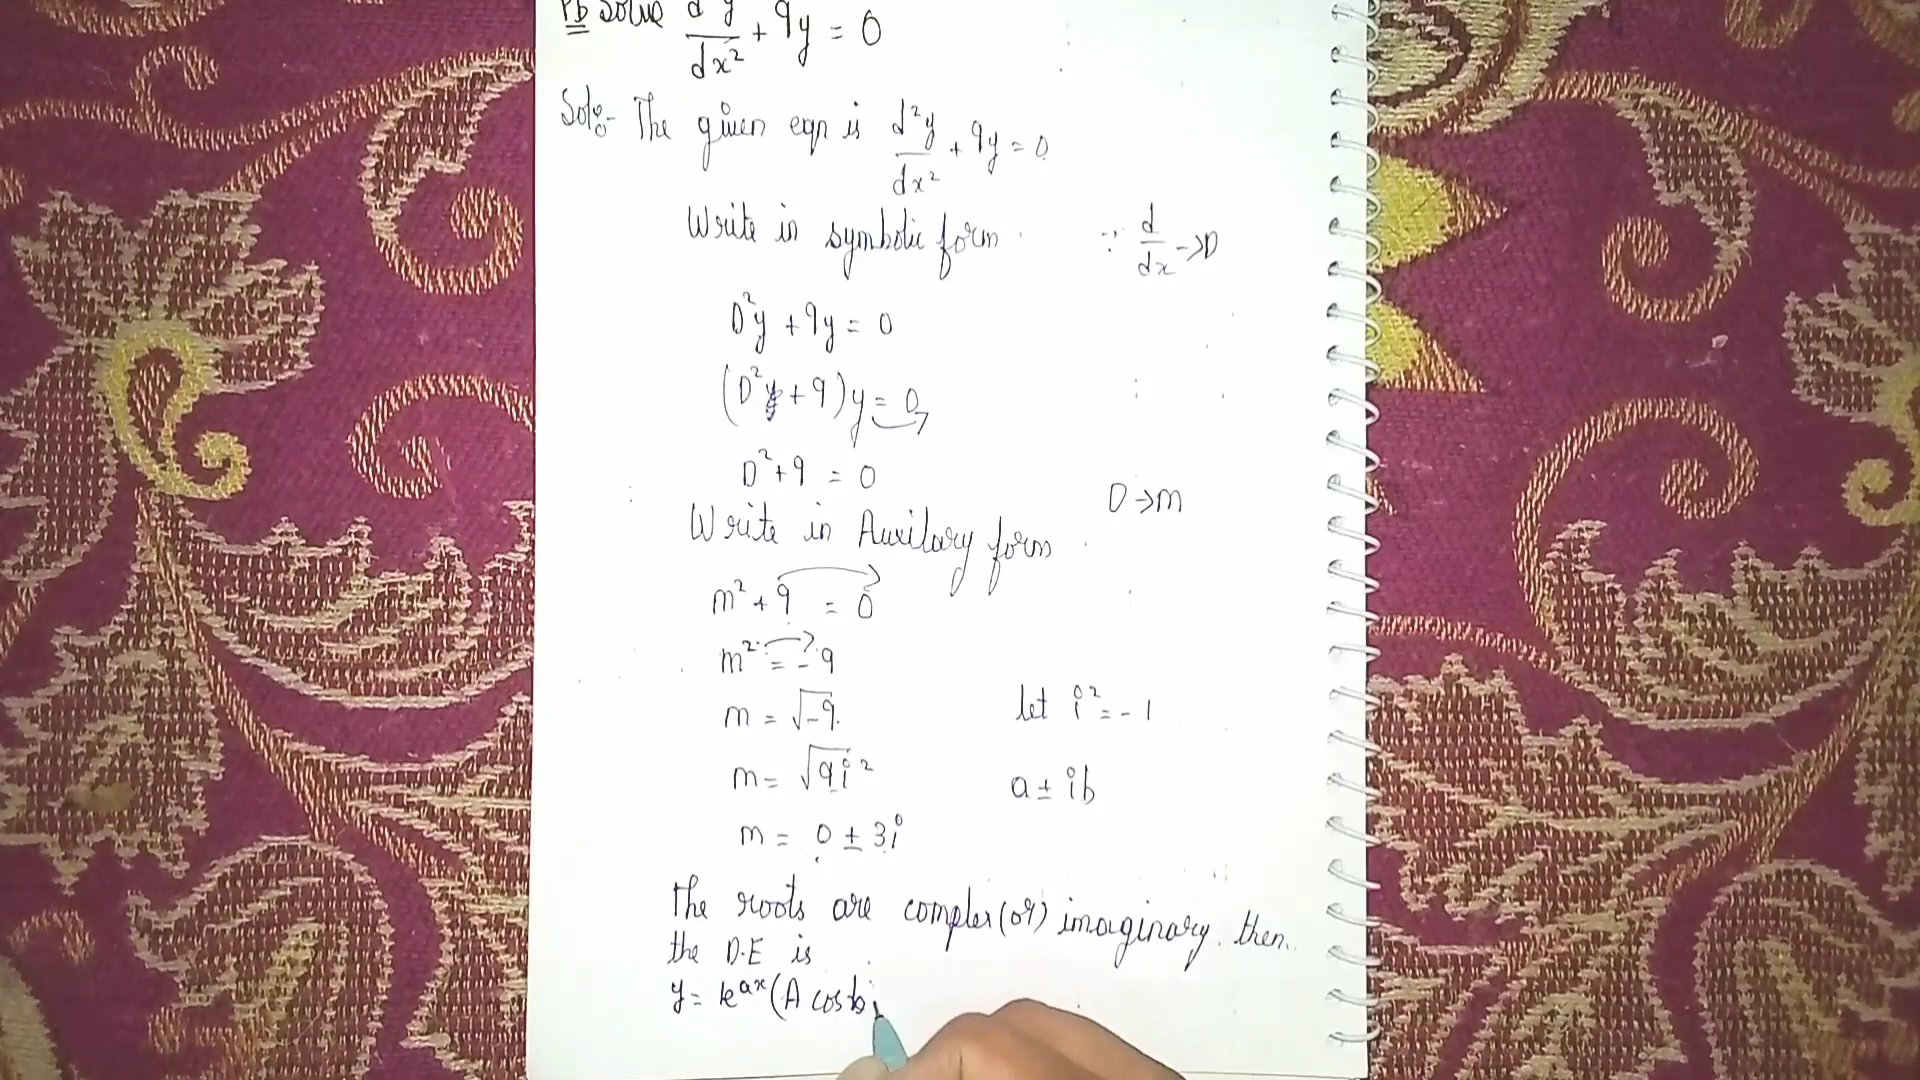 Pb Solve d²y/dx² + 9y = 0
Sol:- The given eqn is d²y/dx² + 9y = 0
Write in symbolic form ∵ d/dx → D
D²y + 9y = 0
(D² + 9)y = 0
D² + 9 = 0
D → m
Write in Auxilary form
m² + 9 = 0
m² = -9
m = √-9 let i² = -1
m = √9i² a ± ib
m = 0 ± 3i
The roots are complex (or) imaginary. then
the D.E is
y = e^ax (A cos b